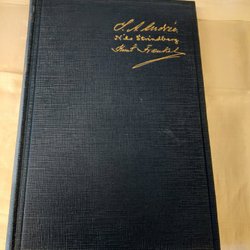 S. A. Andrée
Nils Strindberg
Knut Frænkel